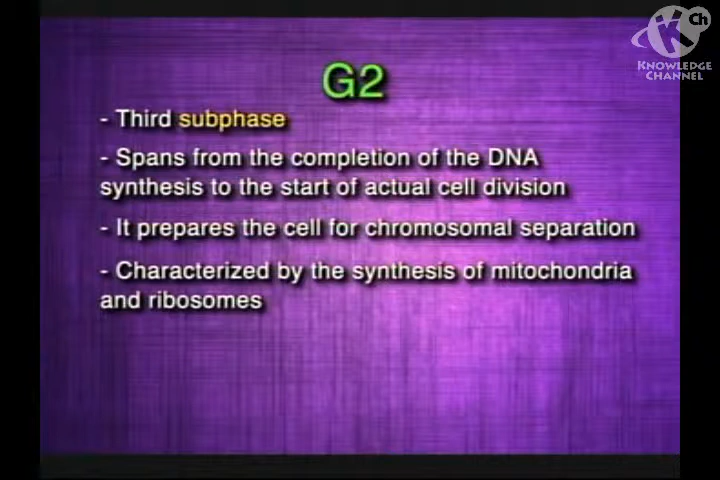 Ch
K
KNOWLEDGE
CHANNEL
G2
- Third subphase
- Spans from the completion of the DNA
synthesis to the start of actual cell division
- It prepares the cell for chromosomal separation
- Characterized by the synthesis of mitochondria
and ribosomes